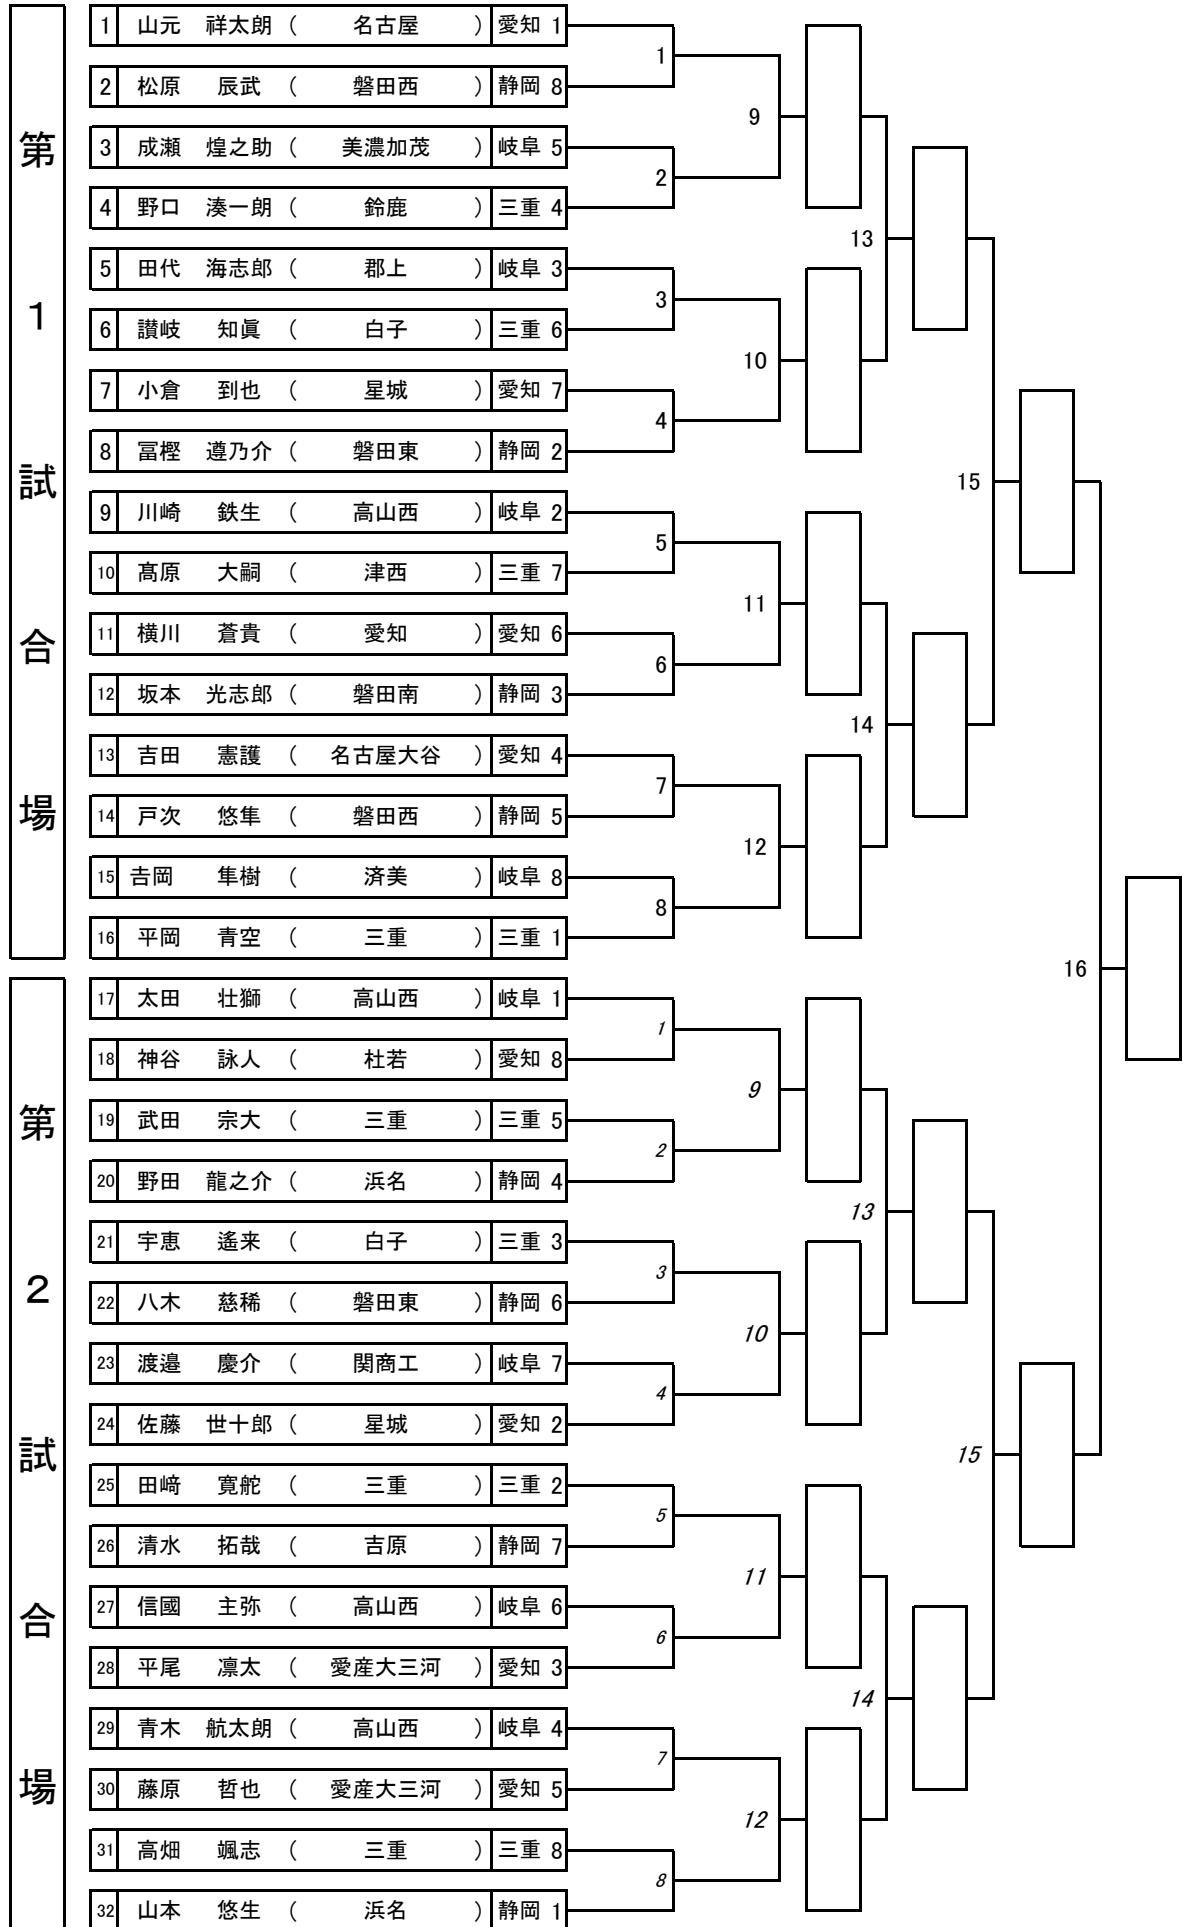 第1試合場
1 山元 祥太朗 ( 名古屋 ) 愛知 1
2 松原 辰武 ( 磐田西 ) 静岡 8
3 成瀬 煌之助 ( 美濃加茂 ) 岐阜 5
4 野口 湊一朗 ( 鈴鹿 ) 三重 4
5 田代 海志郎 ( 郡上 ) 岐阜 3
6 讃岐 知眞 ( 白子 ) 三重 6
7 小倉 到也 ( 星城 ) 愛知 7
8 冨樫 遵乃介 ( 磐田東 ) 静岡 2
9 川崎 鉄生 ( 高山西 ) 岐阜 2
10 髙原 大嗣 ( 津西 ) 三重 7
11 横川 蒼貴 ( 愛知 ) 愛知 6
12 坂本 光志郎 ( 磐田南 ) 静岡 3
13 吉田 憲護 ( 名古屋大谷 ) 愛知 4
14 戸次 悠隼 ( 磐田西 ) 静岡 5
15 𠮷岡 隼樹 ( 済美 ) 岐阜 8
16 平岡 青空 ( 三重 ) 三重 1
1
2
3
4
5
6
7
8
9
10
11
12
13
14
15
16
第2試合場
17 太田 壮獅 ( 高山西 ) 岐阜 1
18 神谷 詠人 ( 杜若 ) 愛知 8
19 武田 宗大 ( 三重 ) 三重 5
20 野田 龍之介 ( 浜名 ) 静岡 4
21 宇恵 遙来 ( 白子 ) 三重 3
22 八木 慈稀 ( 磐田東 ) 静岡 6
23 渡邉 慶介 ( 関商工 ) 岐阜 7
24 佐藤 世十郎 ( 星城 ) 愛知 2
25 田﨑 寛舵 ( 三重 ) 三重 2
26 清水 拓哉 ( 吉原 ) 静岡 7
27 信國 主弥 ( 高山西 ) 岐阜 6
28 平尾 凛太 ( 愛産大三河 ) 愛知 3
29 青木 航太朗 ( 高山西 ) 岐阜 4
30 藤原 哲也 ( 愛産大三河 ) 愛知 5
31 高畑 颯志 ( 三重 ) 三重 8
32 山本 悠生 ( 浜名 ) 静岡 1
1
2
3
4
5
6
7
8
9
10
11
12
13
14
15